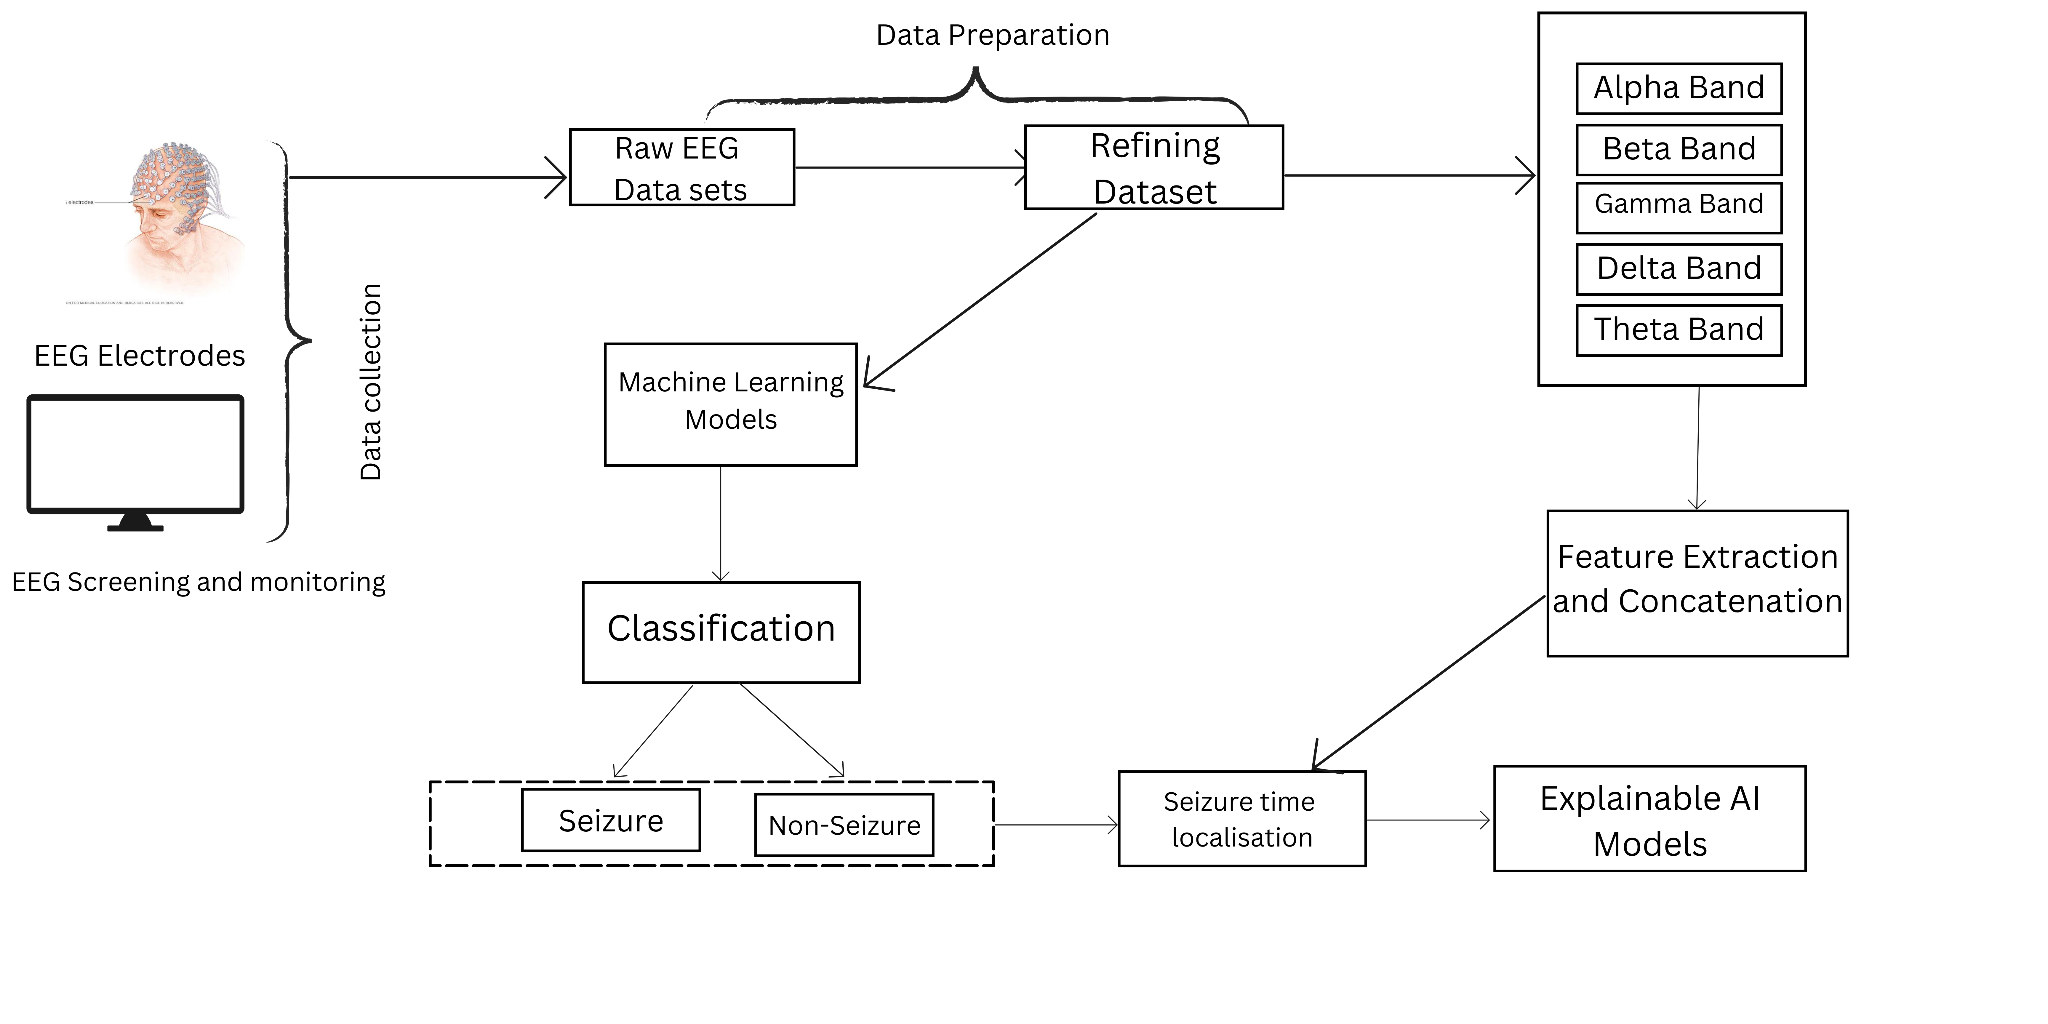 Data Preparation
Alpha Band
Beta Band
Gamma Band
Delta Band
Theta Band
Raw EEG
Data sets
Refining
Dataset
EEG Electrodes
Data collection
EEG Screening and monitoring
Machine Learning
Models
Classification
Feature Extraction
and Concatenation
Seizure
Non-Seizure
Seizure time
localisation
Explainable AI
Models